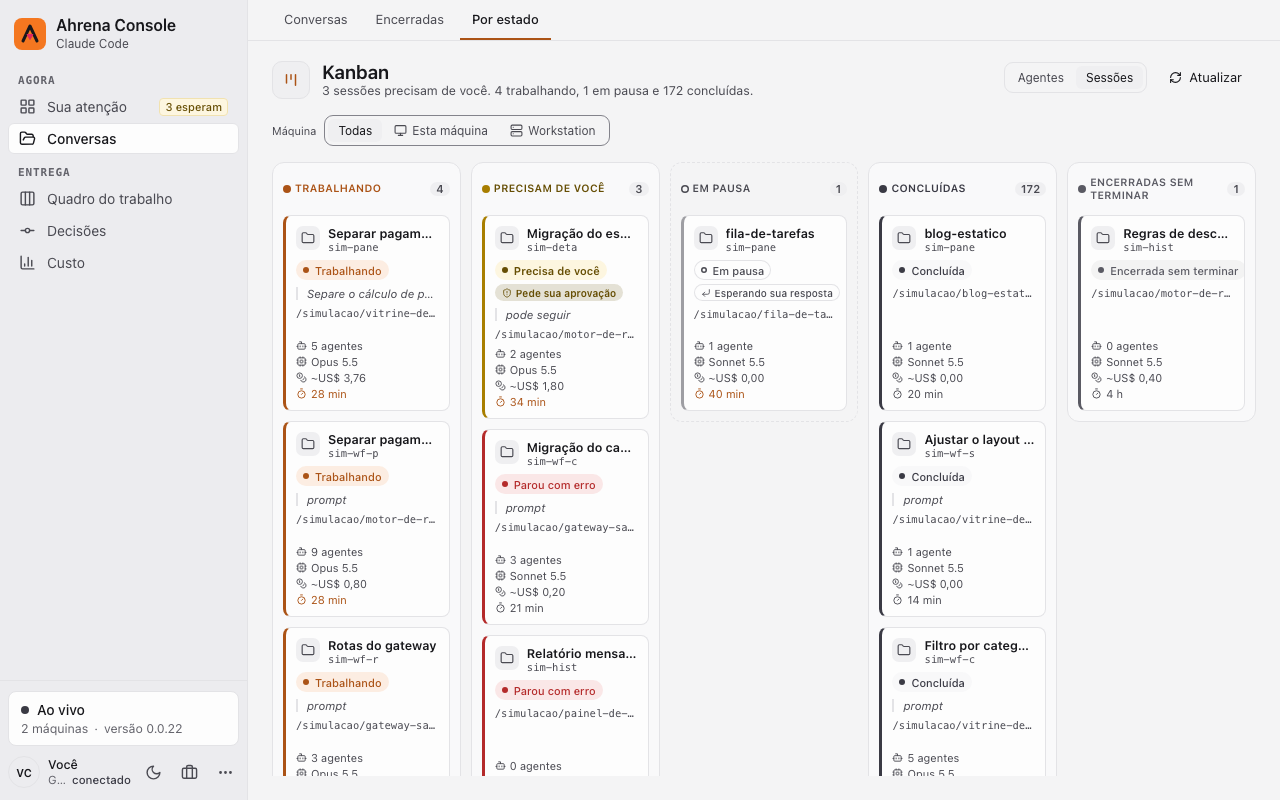 Ahrena Console
Claude Code
AGORA
Sua atenção
3 esperam
Conversas
ENTREGA
Quadro do trabalho
Decisões
Custo
Ao vivo
2 máquinas · versão 0.0.22
VC
Você
G... conectado
Conversas
Encerradas
Por estado
Kanban
3 sessões precisam de você. 4 trabalhando, 1 em pausa e 172 concluídas.
Agentes
Sessões
Atualizar
Máquina
Todas
Esta máquina
Workstation
TRABALHANDO
4
Separar pagam...
sim-pane
Trabalhando
Separe o cálculo de p...
/simulacao/vitrine-de...
5 agentes
Opus 5.5
~US$ 3,76
28 min
Separar pagam...
sim-wf-p
Trabalhando
prompt
/simulacao/motor-de-r...
9 agentes
Opus 5.5
~US$ 0,80
28 min
Rotas do gateway
sim-wf-r
Trabalhando
prompt
/simulacao/gateway-sa...
3 agentes
Opus 5.5
PRECISAM DE VOCÊ
3
Migração do es...
sim-deta
Precisa de você
Pede sua aprovação
pode seguir
/simulacao/motor-de-r...
2 agentes
Opus 5.5
~US$ 1,80
34 min
Migração do ca...
sim-wf-c
Parou com erro
prompt
/simulacao/gateway-sa...
3 agentes
Sonnet 5.5
~US$ 0,20
21 min
Relatório mensa...
sim-hist
Parou com erro
/simulacao/painel-de-...
0 agentes
EM PAUSA
1
fila-de-tarefas
sim-pane
Em pausa
Esperando sua resposta
/simulacao/fila-de-ta...
1 agente
Sonnet 5.5
~US$ 0,00
40 min
CONCLUÍDAS
172
blog-estatico
sim-pane
Concluída
/simulacao/blog-estat...
1 agente
Sonnet 5.5
~US$ 0,00
20 min
Ajustar o layout ...
sim-wf-s
Concluída
prompt
/simulacao/vitrine-de...
1 agente
Sonnet 5.5
~US$ 0,00
14 min
Filtro por categ...
sim-wf-c
Concluída
prompt
/simulacao/vitrine-de...
5 agentes
Opus 5.5
ENCERRADAS SEM
TERMINAR
1
Regras de desc...
sim-hist
Encerrada sem terminar
/simulacao/motor-de-r...
0 agentes
Sonnet 5.5
~US$ 0,40
4 h